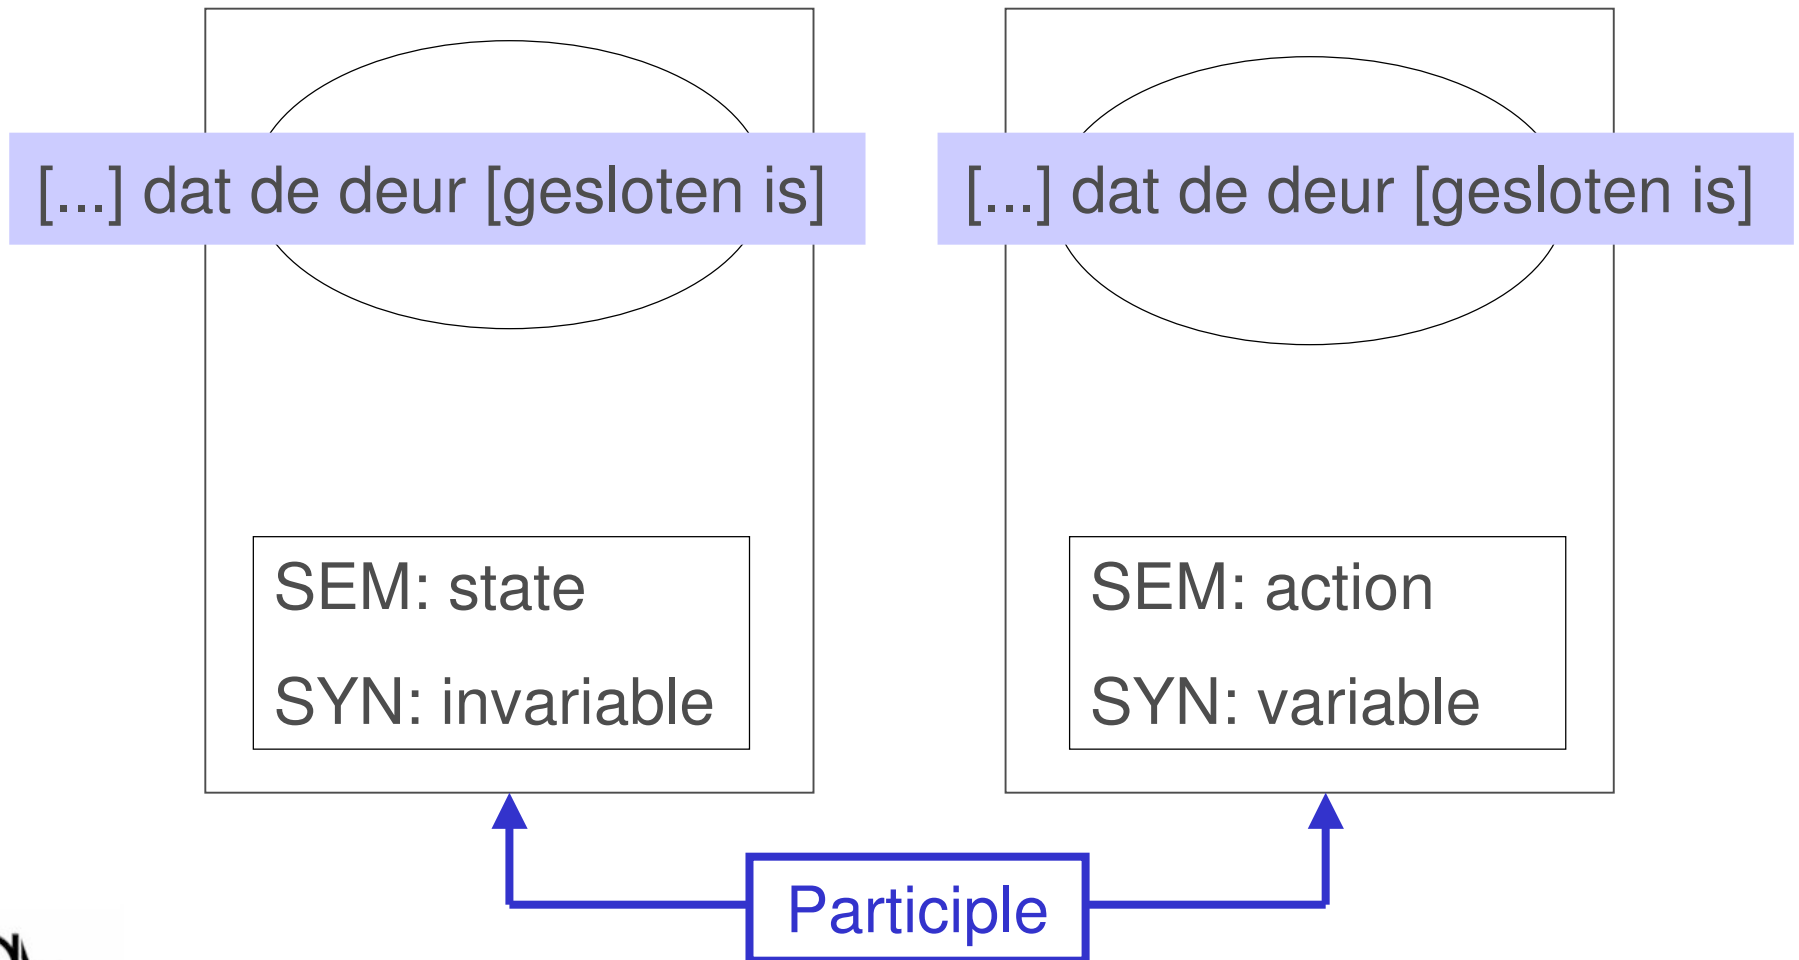 [...] dat de deur [gesloten is]
[...] dat de deur [gesloten is]
SEM: state
SYN: invariable
SEM: action
SYN: variable
Participle